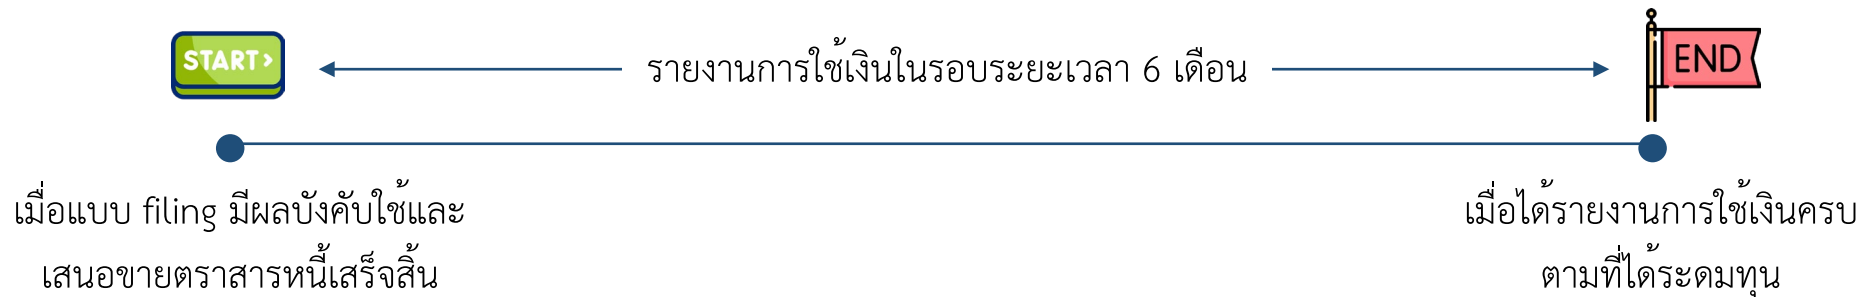 START>
รายงานการใช้เงินในรอบระยะเวลา 6 เดือน
END
เมื่อแบบ filing มีผลบังคับใช้และ
เสนอขายตราสารหนี้เสร็จสิ้น
เมื่อได้รายงานการใช้เงินครบ
ตามที่ได้ระดมทุน